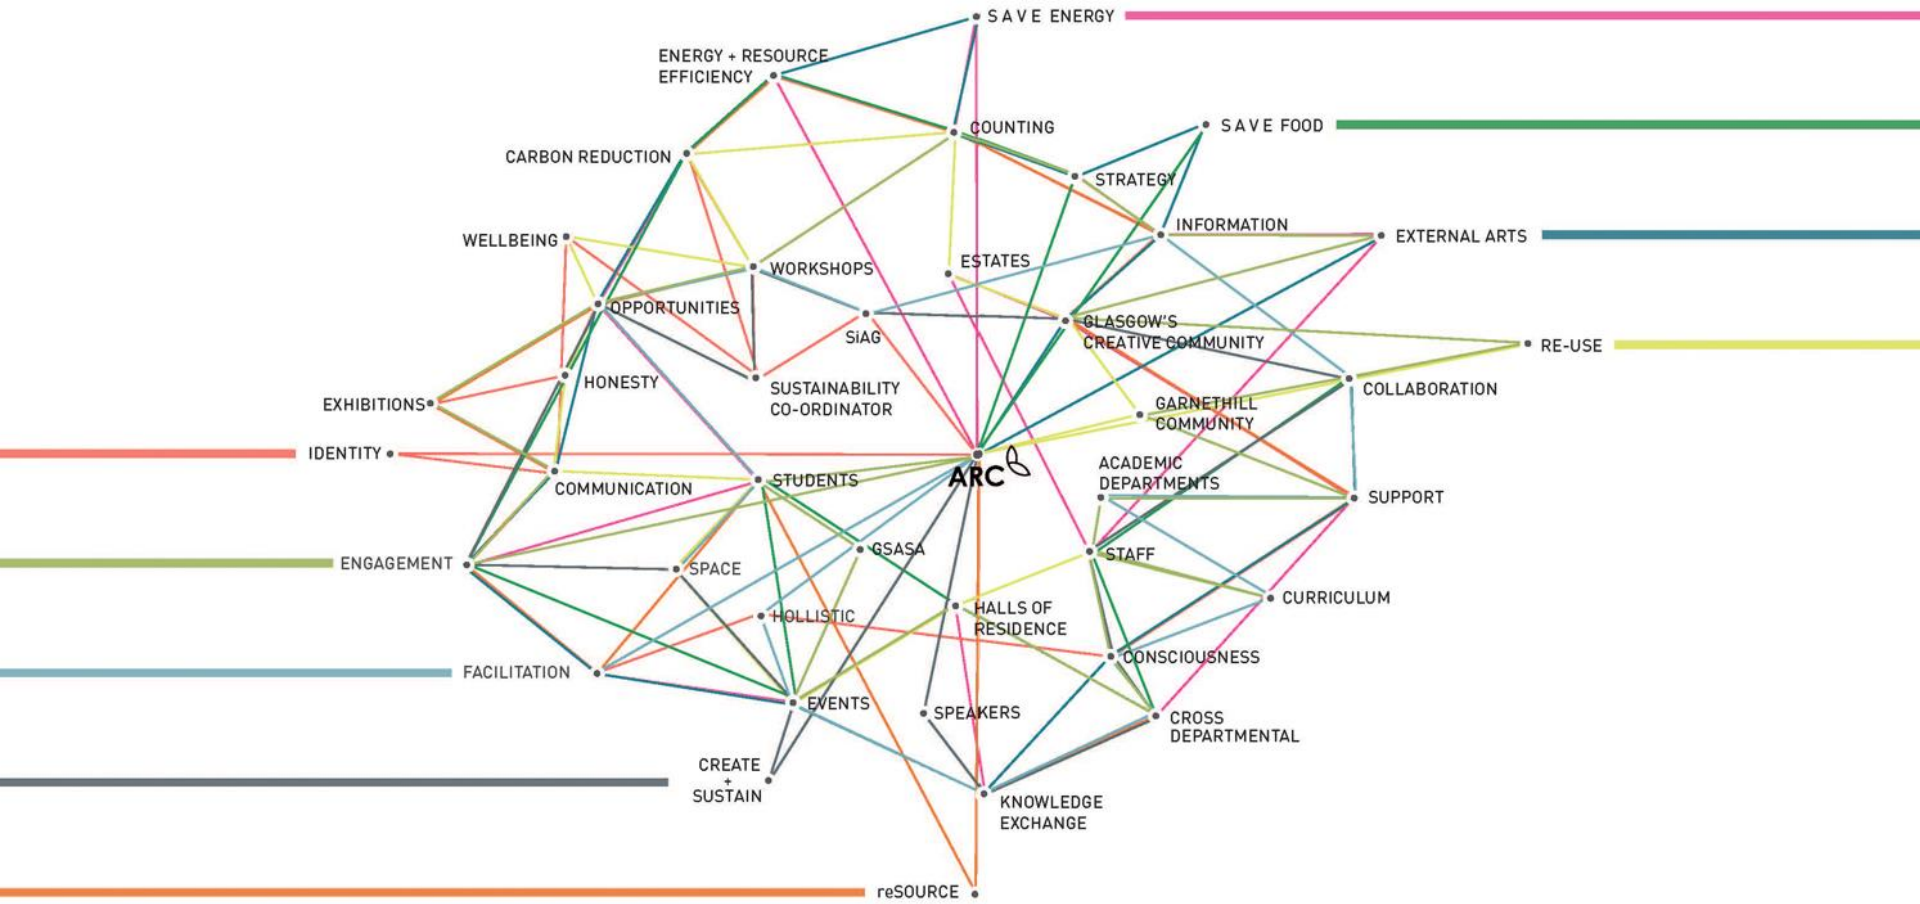 SAVE ENERGY
ENERGY + RESOURCE
EFFICIENCY
COUNTING
SAVE FOOD
CARBON REDUCTION
STRATEGY
INFORMATION
EXTERNAL ARTS
WELLBEING
WORKSHOPS
ESTATES
OPPORTUNITIES
SiAG
GLASGOW'S
CREATIVE COMMUNITY
RE-USE
HONESTY
SUSTAINABILITY
CO-ORDINATOR
COLLABORATION
EXHIBITIONS
GARNETHILL
COMMUNITY
IDENTITY
ARC
ACADEMIC
DEPARTMENTS
COMMUNICATION
STUDENTS
SUPPORT
ENGAGEMENT
SPACE
GSASA
STAFF
CURRICULUM
HOLLISTIC
HALLS OF
RESIDENCE
CONSCIOUSNESS
FACILITATION
EVENTS
SPEAKERS
CROSS
DEPARTMENTAL
CREATE
+
SUSTAIN
KNOWLEDGE
EXCHANGE
reSOURCE